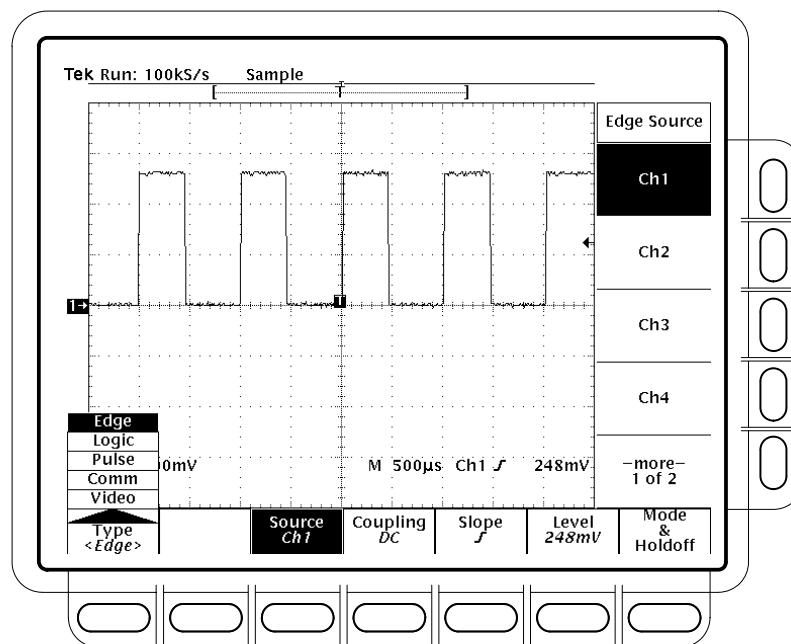 Tek Run: 100kS/s Sample
[ T ]
Edge Source
Ch1
Ch2
Ch3
Ch4
–more–
1 of 2
1→
T
Edge
Logic
Pulse
Comm
Video
0mV M 500µs Ch1 248mV
Type
<Edge>
Source
Ch1
Coupling
DC
Slope
Level
248mV
Mode
&
Holdoff